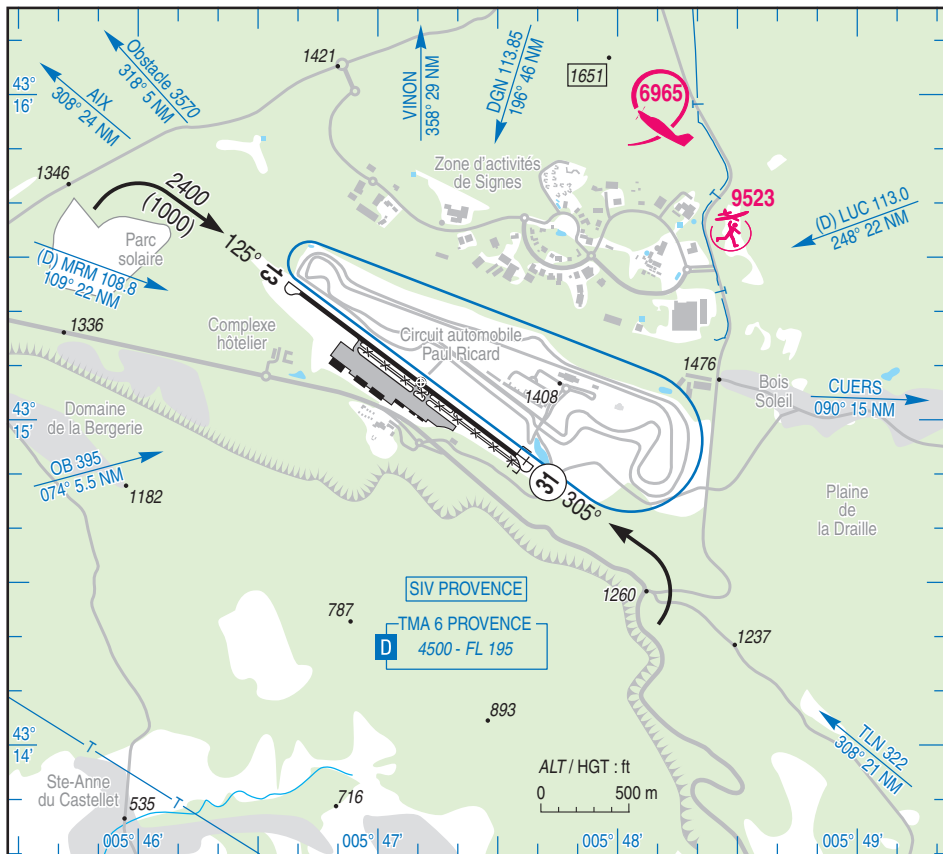 43°
16'
1421
Obstacle 3570
318° 5 NM
AIX
308° 24 NM
VINON
358° 29 NM
DGN 113.85
196° 46 NM
1651
6965
1346
2400
(1000)
Zone d'activités
de Signes
9523
(D) LUC 113.0
248° 22 NM
Parc
solaire
125°
13
(D) MRM 108.8
109° 22 NM
1336
Complexe
hôtelier
Circuit automobile
Paul Ricard
1408
1476
Bois
Soleil
CUERS
090° 15 NM
43°
15'
Domaine
de la Bergerie
OB 395
074° 5.5 NM
1182
31
305°
Plaine
de
la Draille
SIV PROVENCE
TMA 6 PROVENCE
D
4500 - FL 195
787
1260
1237
893
43°
14'
TLN 322
308° 21 NM
T
T
T
T
Ste-Anne
du Castellet
535
716
ALT / HGT : ft
0
500 m
005° 46'
005° 47'
005° 48'
005° 49'